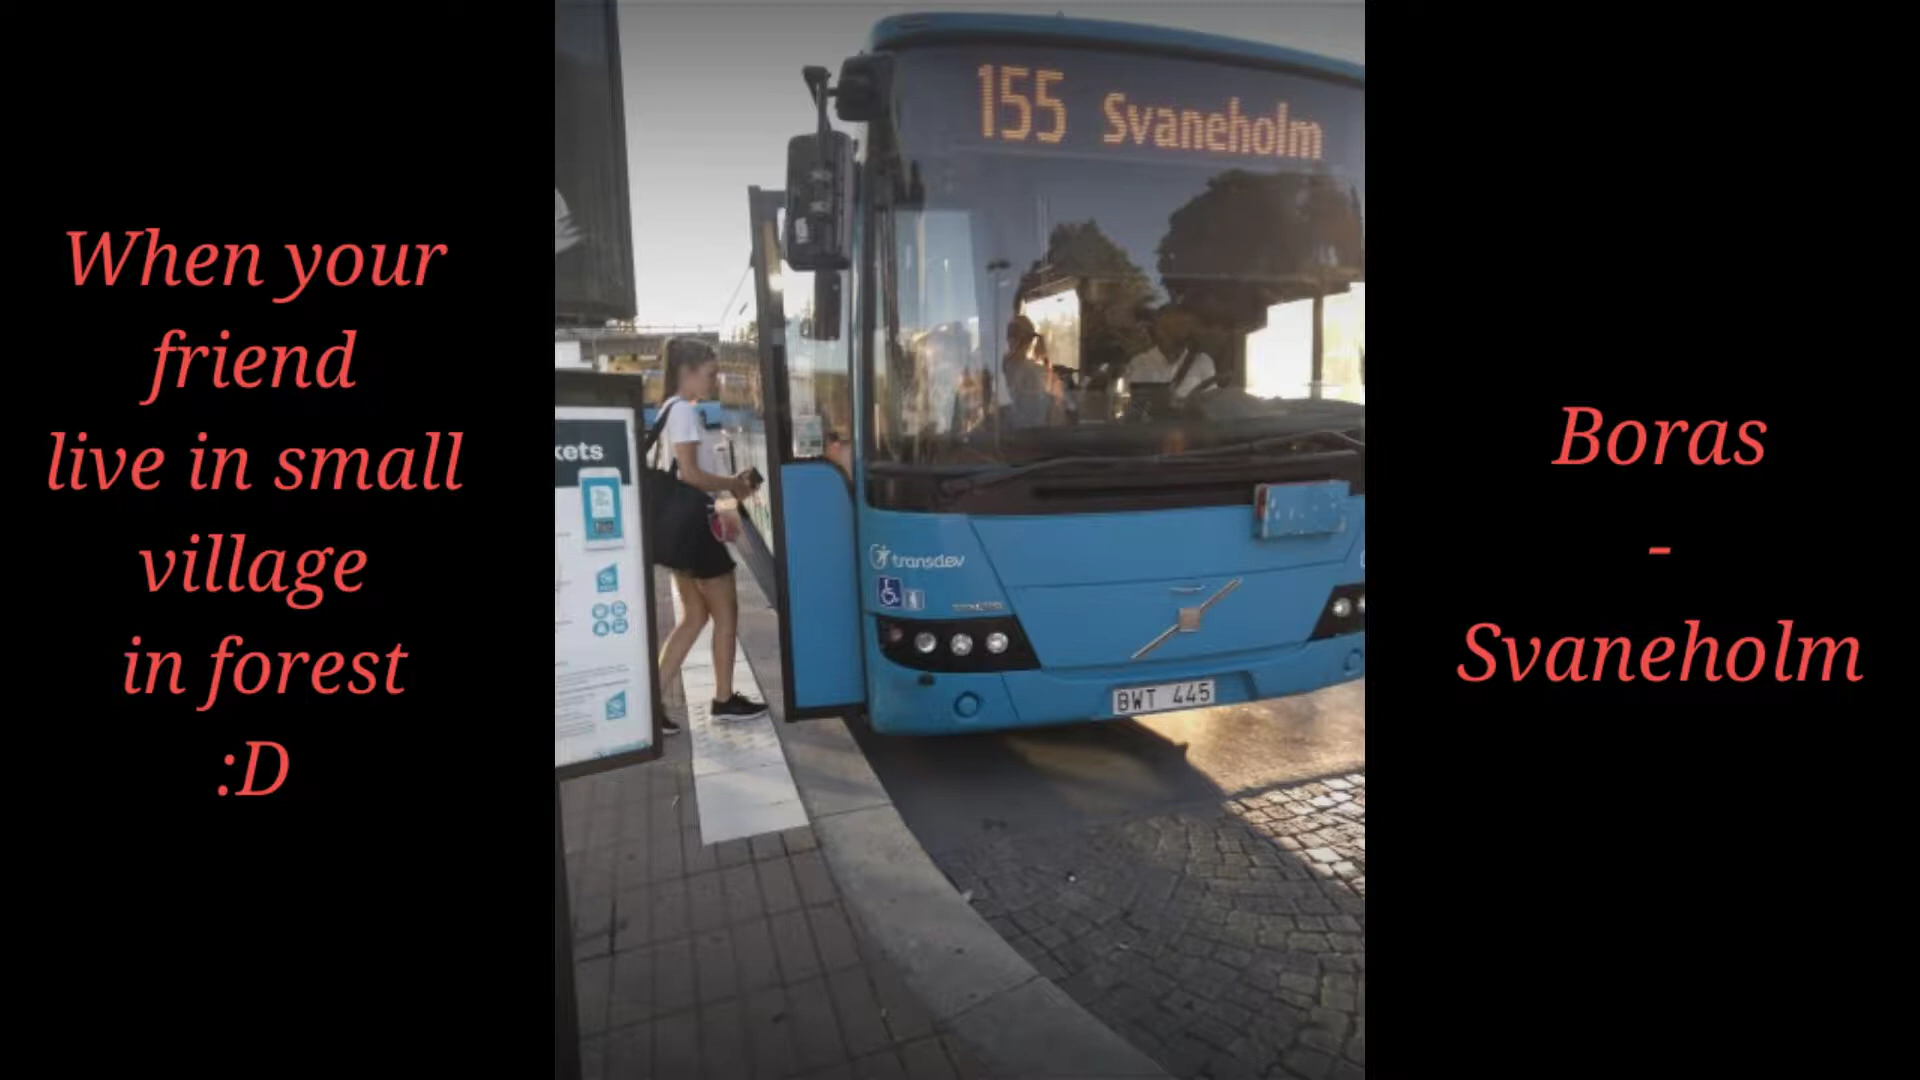 When your
friend
live in small
village
in forest
:D
155 Svaneholm
kets
transdev
BWT 445
Boras
-
Svaneholm